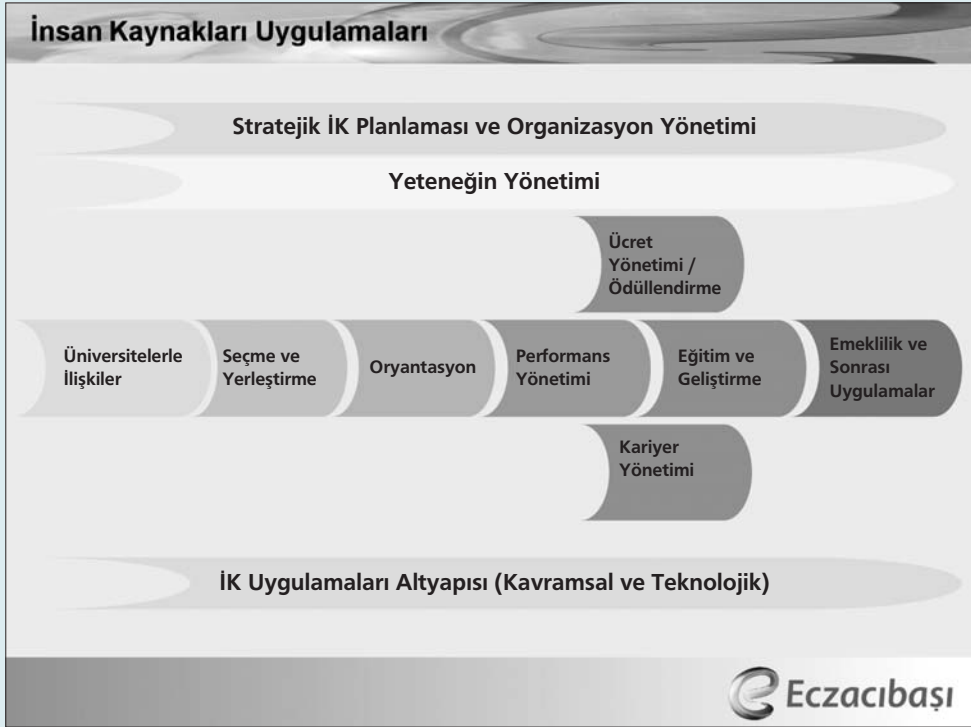 İnsan Kaynakları Uygulamaları
Stratejik İK Planlaması ve Organizasyon Yönetimi
Yeteneğin Yönetimi
Ücret
Yönetimi /
Ödüllendirme
Üniversitelerle
İlişkiler
Seçme ve
Yerleştirme
Oryantasyon
Performans
Yönetimi
Eğitim ve
Geliştirme
Emeklilik ve
Sonrası
Uygulamalar
Kariyer
Yönetimi
İK Uygulamaları Altyapısı (Kavramsal ve Teknolojik)
Eczacıbaşı